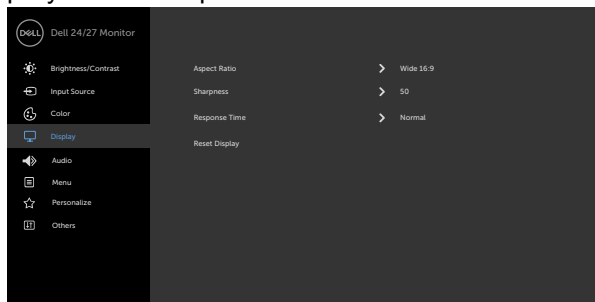 DELL Dell 24/27 Monitor
Brightness/Contrast
Input Source
Color
Display
Audio
Menu
Personalize
Others
Aspect Ratio Wide 16:9
Sharpness 50
Response Time Normal
Reset Display